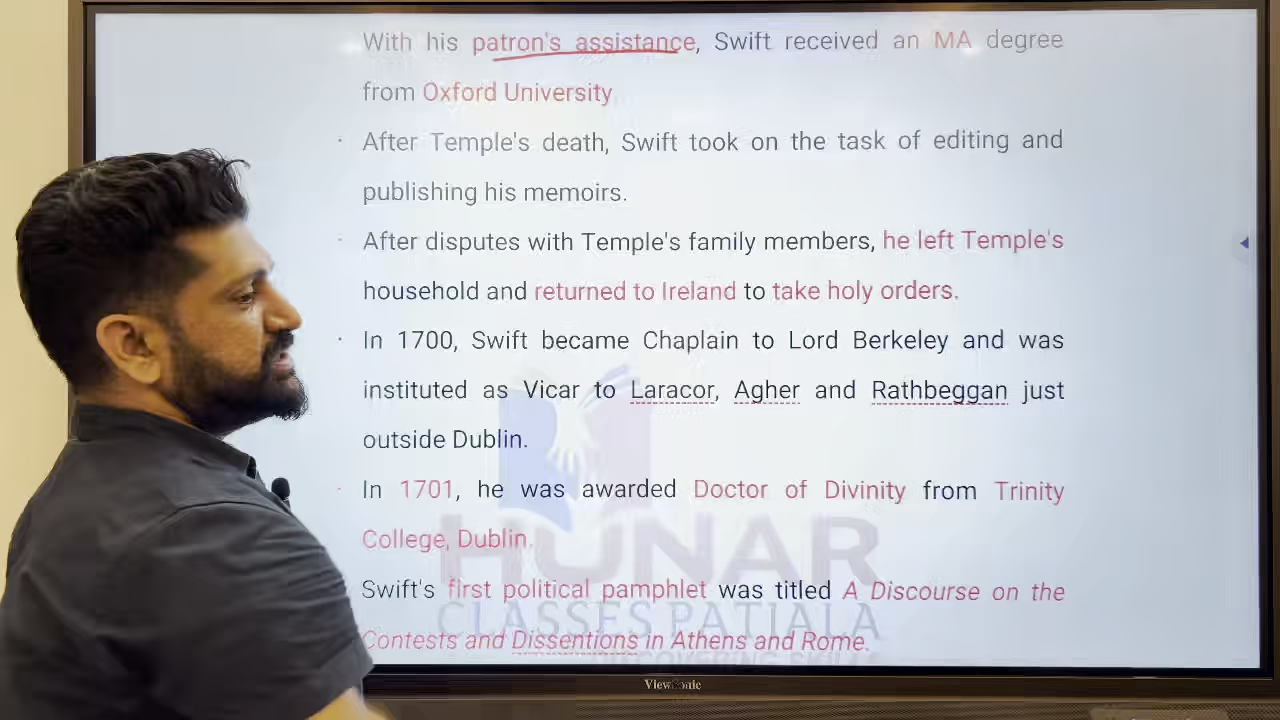 With his patron's assistance, Swift received an MA degree
from Oxford University.
· After Temple's death, Swift took on the task of editing and
publishing his memoirs.
· After disputes with Temple's family members, he left Temple's
household and returned to Ireland to take holy orders.
· In 1700, Swift became Chaplain to Lord Berkeley and was
instituted as Vicar to Laracor, Agher and Rathbeggan just
outside Dublin.
· In 1701, he was awarded Doctor of Divinity from Trinity
College, Dublin.
HUNAR
Swift's first political pamphlet was titled A Discourse on the
CLASSES PATIALA
Contests and Dissentions in Athens and Rome.
ViewSonic